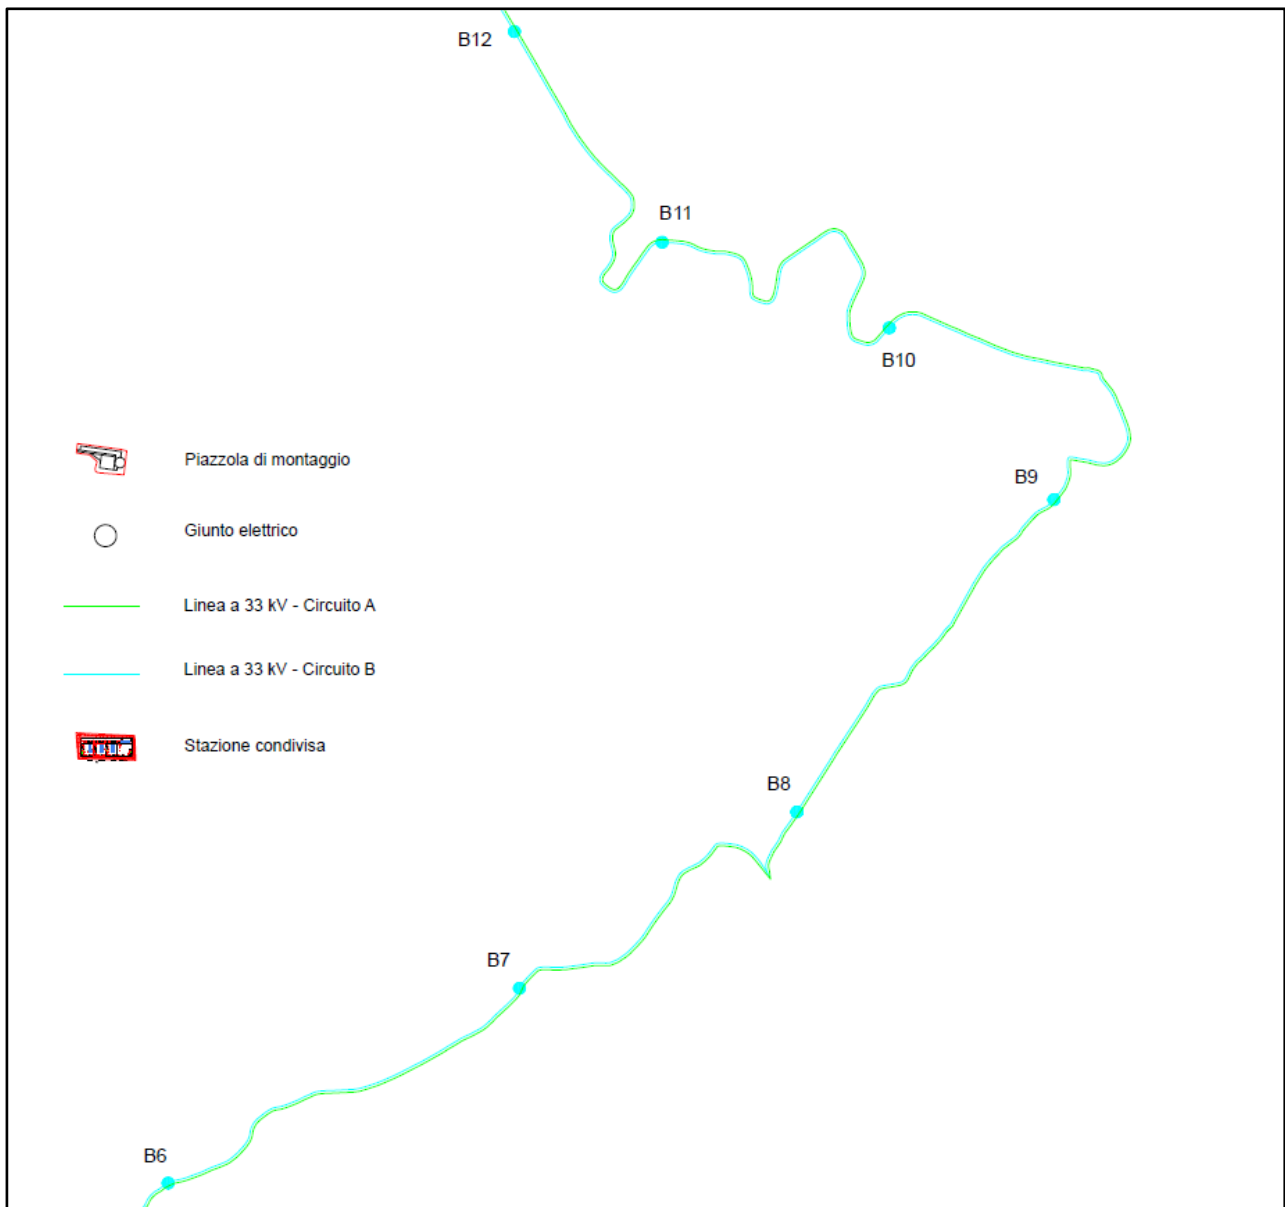 B12
B11
B10
Piazzola di montaggio
B9
Giunto elettrico
Linea a 33 kV - Circuito A
Linea a 33 kV - Circuito B
Stazione condivisa
B8
B7
B6